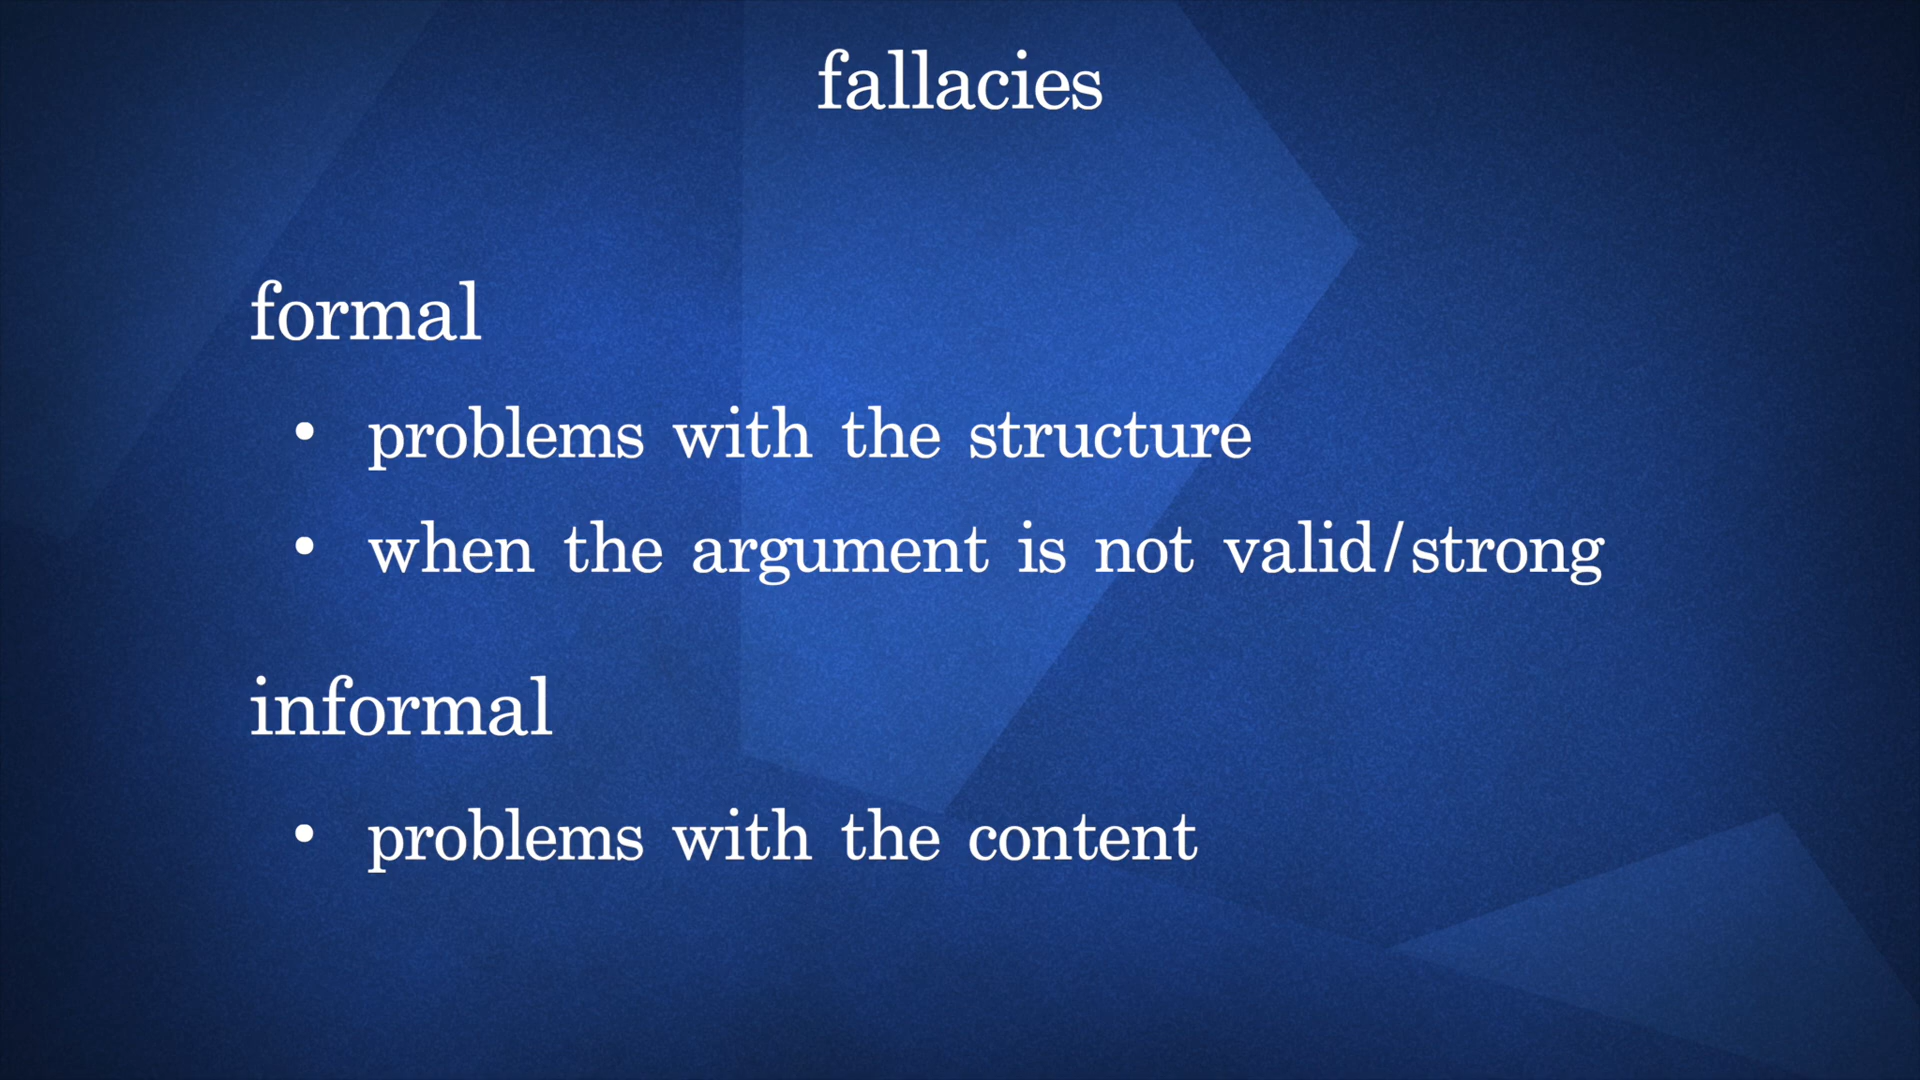 fallacies
formal
• problems with the structure
• when the argument is not valid/strong
informal
• problems with the content